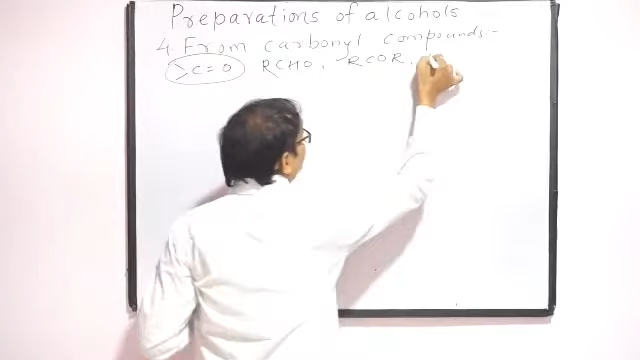 Preparations of alcohols
4. From carbonyl compounds:-
>C=O RCHO, RCOR,